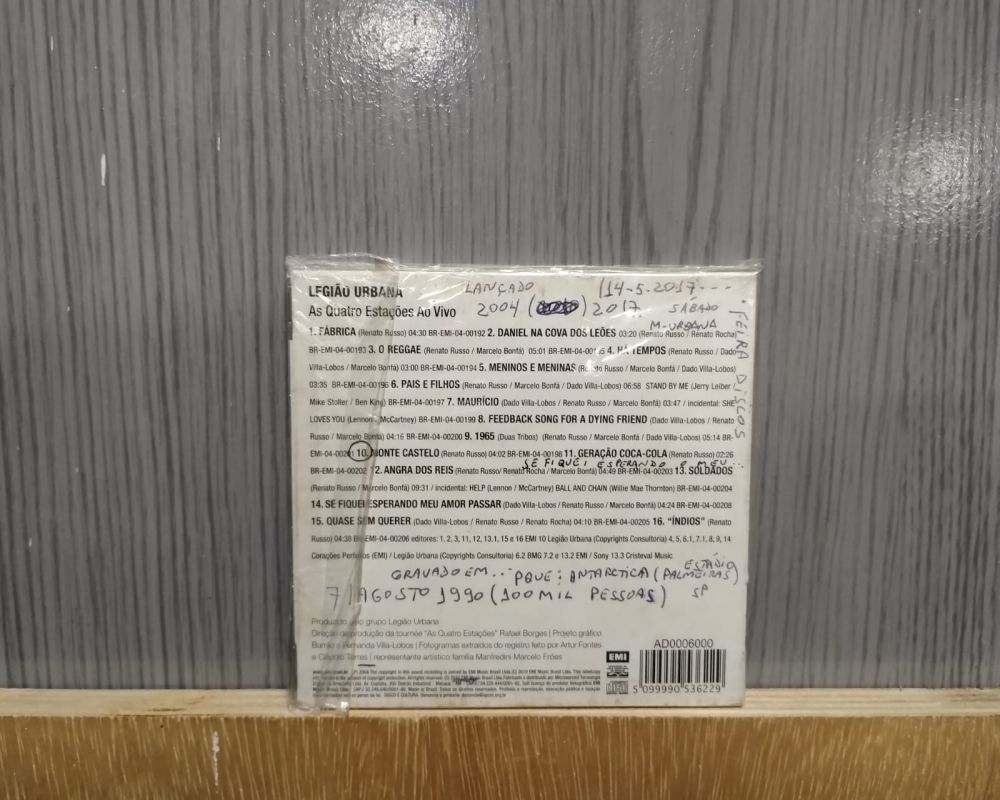 LEGIÃO URBANA
As Quatro Estações Ao Vivo
LANÇADO
2004 ( ) 2017.
14-5-2017....
SÁBADO
M-URBANA
FEIRA DISCOS
1. FÁBRICA (Renato Russo) 04:30 BR-EMI-04-00192 2. DANIEL NA COVA DOS LEÕES 03:20 (Renato Russo / Renato Rocha)
BR-EMI-04-00193 3. O REGGAE (Renato Russo / Marcelo Bonfá) 05:01 BR-EMI-04-00195 4. HÁ TEMPOS (Renato Russo / Dado
Villa-Lobos / Marcelo Bonfá) 03:00 BR-EMI-04-00194 5. MENINOS E MENINAS (Renato Russo / Marcelo Bonfá / Dado Villa-Lobos)
03:35 BR-EMI-04-00196 6. PAIS E FILHOS (Renato Russo / Marcelo Bonfá / Dado Villa-Lobos) 06:58 STAND BY ME (Jerry Leiber /
Mike Stoller / Ben King) BR-EMI-04-00197 7. MAURÍCIO (Dado Villa-Lobos / Renato Russo / Marcelo Bonfá) 03:47 / incidental: SHE
LOVES YOU (Lennon / McCartney) BR-EMI-04-00199 8. FEEDBACK SONG FOR A DYING FRIEND (Dado Villa-Lobos / Renato
Russo / Marcelo Bonfá) 04:16 BR-EMI-04-00200 9. 1965 (Duas Tribos) (Renato Russo / Marcelo Bonfá / Dado Villa-Lobos) 05:14 BR-
EMI-04-00201 10. MONTE CASTELO (Renato Russo) 04:02 BR-EMI-04-00198 11. GERAÇÃO COCA-COLA (Renato Russo) 02:26
SE FIQUEI ESPERANDO O MEU...
BR-EMI-04-00202 12. ANGRA DOS REIS (Renato Russo/ Renato Rocha / Marcelo Bonfá) 04:49 BR-EMI-04-00203 13. SOLDADOS
(Renato Russo / Marcelo Bonfá) 09:31 / incidental: HELP (Lennon / McCartney) BALL AND CHAIN (Willie Mae Thornton) BR-EMI-04-00204
14. SE FIQUEI ESPERANDO MEU AMOR PASSAR (Dado Villa-Lobos / Renato Russo / Marcelo Bonfá) 04:24 BR-EMI-04-00208
15. QUASE SEM QUERER (Dado Villa-Lobos / Renato Russo / Renato Rocha) 04:10 BR-EMI-04-00205 16. "ÍNDIOS" (Renato
Russo) 04:38 BR-EMI-04-00206 editores: 1, 2, 3, 11, 12, 13.1, 15 e 16 EMI 10 Legião Urbana (Copyrights Consultoria) 4, 5, 6.1, 7.1, 8, 9, 14
Corações Perfeitos (EMI) / Legião Urbana (Copyrights Consultoria) 6.2 BMG 7.2 e 13.2 EMI / Sony 13.3 Cristeval Music
GRAVADO EM... PQUE: ANTARCTICA (PALMEIRAS)
ESTÁDIO
SP
7/AGOSTO 1990 (100 MIL PESSOAS)
Produzido pelo grupo Legião Urbana
Direção de produção da tournée "As Quatro Estações" Rafael Borges | Projeto gráfico
Barrão e Fernanda Villa-Lobos | Fotogramas extraídos do registro feito por Artur Fontes
e Cláudio Torres | representante artístico família Manfredini Marcelo Fróes
AD0006000
EMI
5 099990 536229